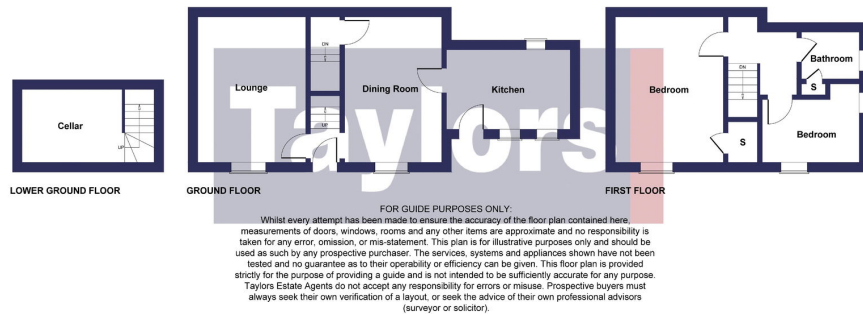 Cellar
UP
LOWER GROUND FLOOR
Lounge
DN
UP
Dining Room
Kitchen
GROUND FLOOR
Bedroom
DN
S
Bathroom
S
Bedroom
FIRST FLOOR
Taylors
FOR GUIDE PURPOSES ONLY:
Whilst every attempt has been made to ensure the accuracy of the floor plan contained here,
measurements of doors, windows, rooms and any other items are approximate and no responsibility is
taken for any error, omission, or mis-statement. This plan is for illustrative purposes only and should be
used as such by any prospective purchaser. The services, systems and appliances shown have not been
tested and no guarantee as to their operability or efficiency can be given. This floor plan is provided
strictly for the purpose of providing a guide and is not intended to be sufficiently accurate for any purpose.
Taylors Estate Agents do not accept any responsibility for errors or misuse. Prospective buyers must
always seek their own verification of a layout, or seek the advice of their own professional advisors
(surveyor or solicitor).